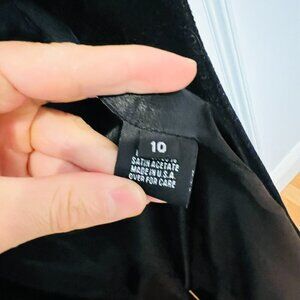 10
SATIN ACETATE
MADE IN U.S.A.
OVER FOR CARE